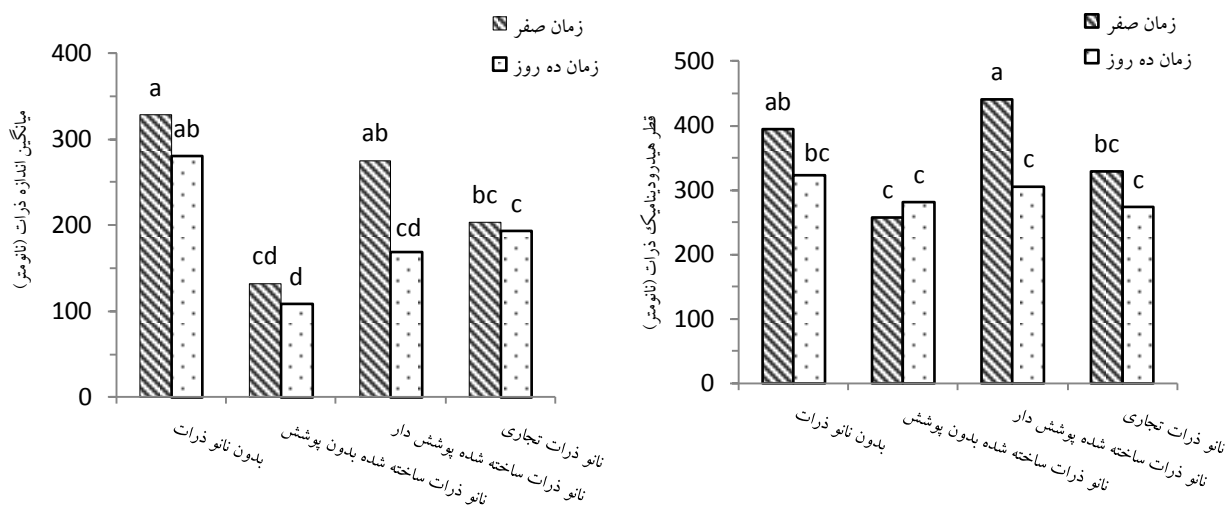 زمان صفر
زمان ده روز
400
300
200
100
0
میانگین اندازه ذرات (نانومتر)
a
ab
cd
d
ab
cd
bc
c
بدون نانو ذرات
نانو ذرات ساخته شده بدون پوشش
نانو ذرات ساخته شده پوشش دار
نانو ذرات تجاری
زمان صفر
زمان ده روز
500
400
300
200
100
0
قطر هیدرودینامیک ذرات (نانومتر)
ab
bc
c
c
a
c
bc
c
بدون نانو ذرات
نانو ذرات ساخته شده بدون پوشش
نانو ذرات ساخته شده پوشش دار
نانو ذرات تجاری